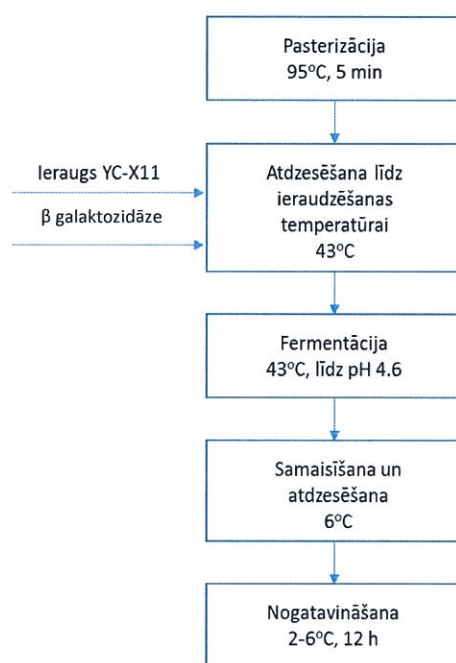 Pasterizācija
95°C, 5 min
Ieraugs YC-X11
β galaktozidāze
Atdzesēšana līdz
ieraudzēšanas
temperatūrai
43°C
Fermentācija
43°C, līdz pH 4.6
Samaisīšana un
atdzesēšana
6°C
Nogatavināšana
2-6°C, 12 h